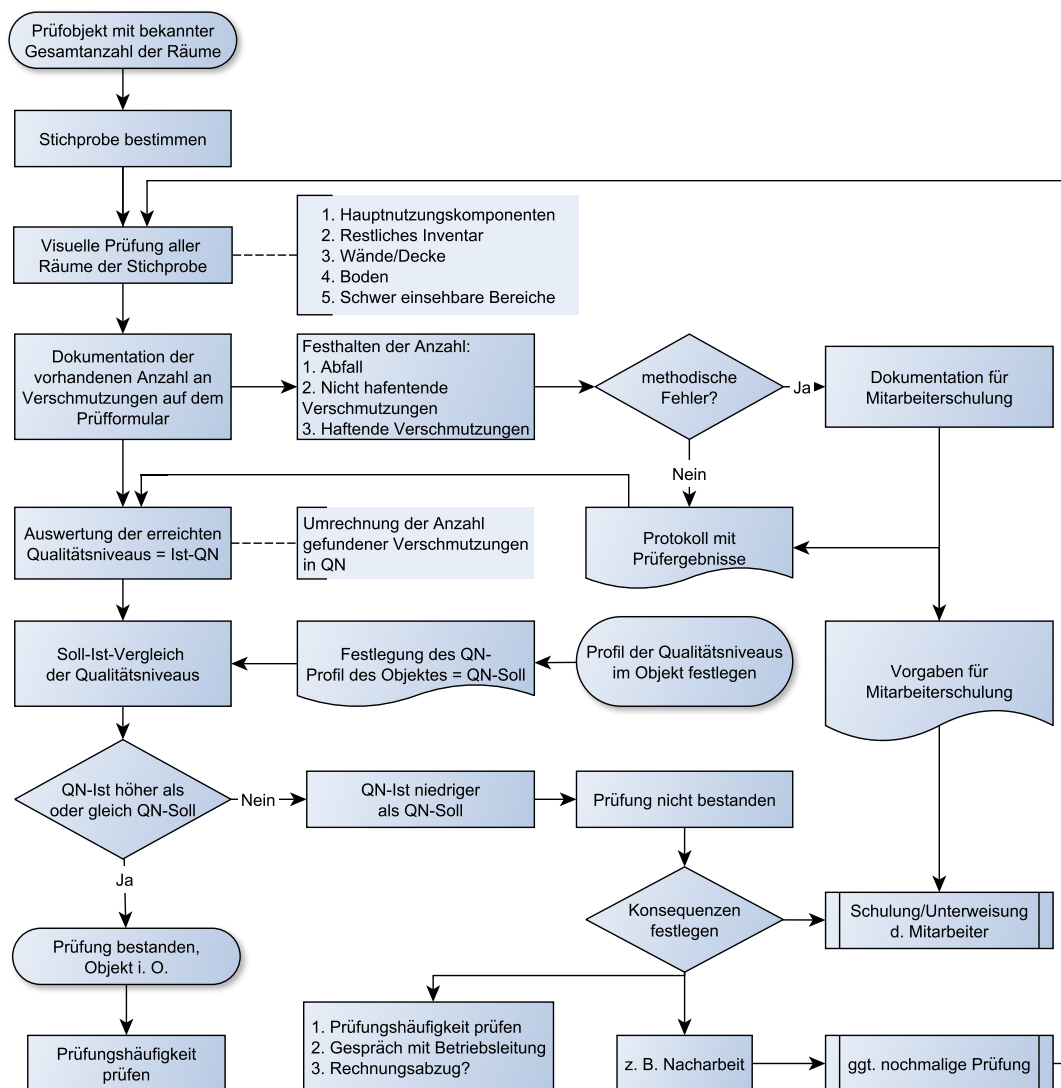 Prüfobjekt mit bekannter
Gesamtanzahl der Räume
Stichprobe bestimmen
Visuelle Prüfung aller
Räume der Stichprobe
1. Hauptnutzungskomponenten
2. Restliches Inventar
3. Wände/Decke
4. Boden
5. Schwer einsehbare Bereiche
Dokumentation der
vorhandenen Anzahl an
Verschmutzungen auf dem
Prüfformular
Festhalten der Anzahl:
1. Abfall
2. Nicht hafentende
Verschmutzungen
3. Haftende Verschmutzungen
methodische
Fehler?
Ja
Dokumentation für
Mitarbeiterschulung
Nein
Auswertung der erreichten
Qualitätsniveaus = Ist-QN
Umrechnung der Anzahl
gefundener Verschmutzungen
in QN
Protokoll mit
Prüfergebnisse
Soll-Ist-Vergleich
der Qualitätsniveaus
Festlegung des QN-
Profil des Objektes = QN-Soll
Profil der Qualitätsniveaus
im Objekt festlegen
Vorgaben für
Mitarbeiterschulung
QN-Ist höher als
oder gleich QN-Soll
Nein
QN-Ist niedriger
als QN-Soll
Prüfung nicht bestanden
Ja
Konsequenzen
festlegen
Schulung/Unterweisung
d. Mitarbeiter
Prüfung bestanden,
Objekt i. O.
Prüfungshäufigkeit
prüfen
1. Prüfungshäufigkeit prüfen
2. Gespräch mit Betriebsleitung
3. Rechnungsabzug?
z. B. Nacharbeit
ggt. nochmalige Prüfung